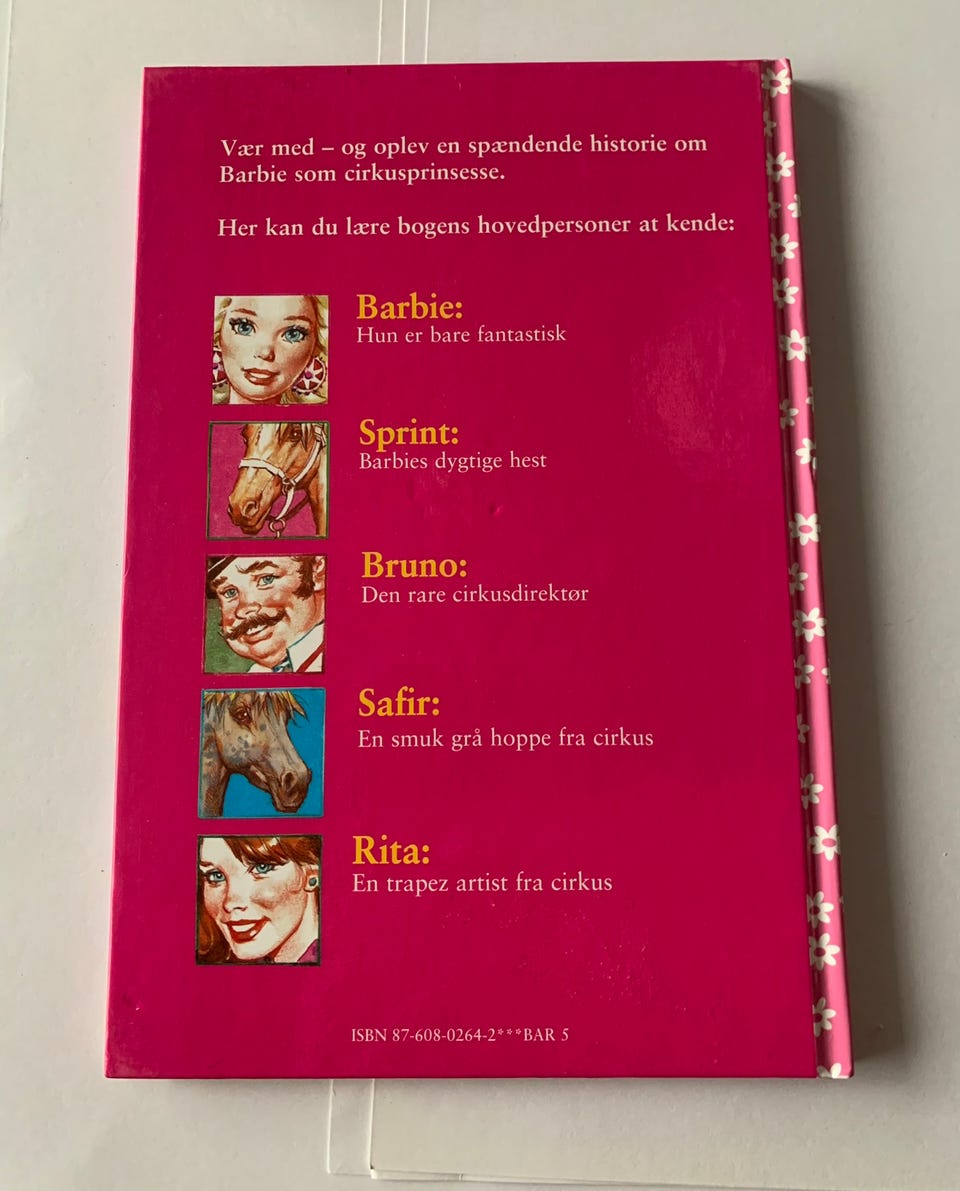 Vær med – og oplev en spændende historie om
Barbie som cirkusprinsesse.
Her kan du lære bogens hovedpersoner at kende:
Barbie:
Hun er bare fantastisk
Sprint:
Barbies dygtige hest
Bruno:
Den rare cirkusdirektør
Safir:
En smuk grå hoppe fra cirkus
Rita:
En trapez artist fra cirkus
ISBN 87-608-0264-2***BAR 5